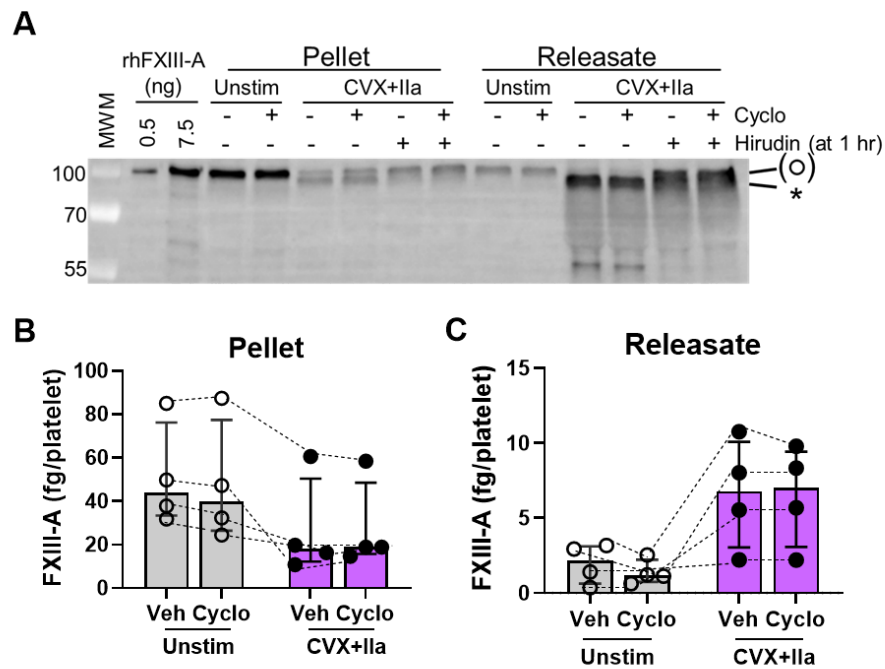 A
rhFXIII-A
(ng)
Pellet
Releasate
Unstim
CVX+IIa
Unstim
CVX+IIa
MWM
0.5
7.5
- + - + - + - + - + - + Cyclo
- - - - + + - - - - + + Hirudin (at 1 hr)
100
(O)
*
70
55
B
Pellet
FXIII-A (fg/platelet)
100
80
60
40
20
0
Veh Cyclo Veh Cyclo
Unstim CVX+IIa
C
Releasate
FXIII-A (fg/platelet)
15
10
5
0
Veh Cyclo Veh Cyclo
Unstim CVX+IIa